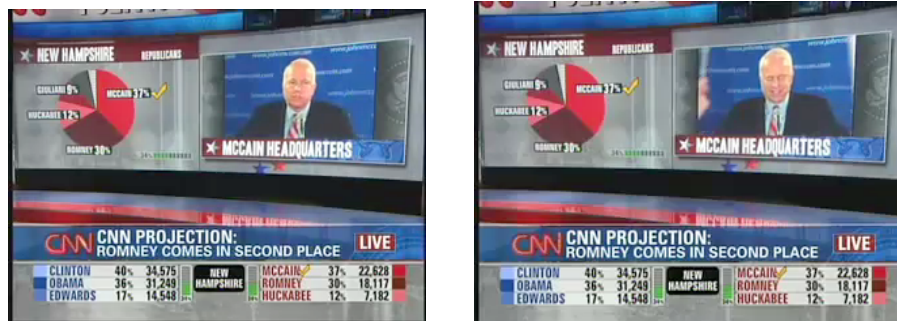 NEW HAMPSHIRE REPUBLICANS
GIULIANI 9%
MCCAIN 37%
HUCKABEE 12%
ROMNEY 30%
MCCAIN HEADQUARTERS
CNN
CNN PROJECTION:
ROMNEY COMES IN SECOND PLACE
LIVE
CLINTON 40% 34,575
OBAMA 36% 31,249
EDWARDS 17% 14,548
NEW HAMPSHIRE
MCCAIN 37% 22,628
ROMNEY 30% 18,117
HUCKABEE 12% 7,182
NEW HAMPSHIRE REPUBLICANS
GIULIANI 9%
MCCAIN 37%
HUCKABEE 12%
ROMNEY 30%
MCCAIN HEADQUARTERS
CNN
CNN PROJECTION:
ROMNEY COMES IN SECOND PLACE
LIVE
CLINTON 40% 34,575
OBAMA 36% 31,249
EDWARDS 17% 14,548
NEW HAMPSHIRE
MCCAIN 37% 22,628
ROMNEY 30% 18,117
HUCKABEE 12% 7,182